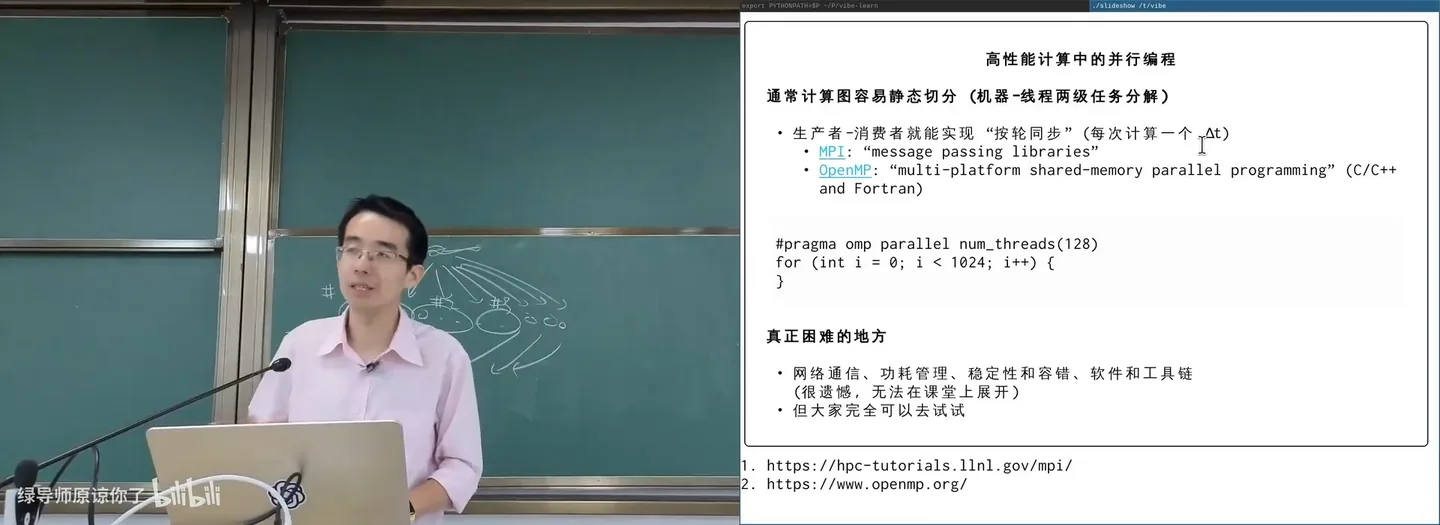 export PYTHONPATH=$P ~/P/vibe-learn
./slideshow /t/vibe
高性能计算中的并行编程
通常计算图容易静态切分 (机器-线程两级任务分解)
• 生产者-消费者就能实现 “按轮同步” (每次计算一个 Δt)
• MPI: “message passing libraries”
• OpenMP: “multi-platform shared-memory parallel programming” (C/C++
and Fortran)
#pragma omp parallel num_threads(128)
for (int i = 0; i < 1024; i++) {
}
真正困难的地方
• 网络通信、功耗管理、稳定性和容错、软件和工具链
(很遗憾，无法在课堂上展开)
• 但大家完全可以去试试
1. https://hpc-tutorials.llnl.gov/mpi/
2. https://www.openmp.org/
绿导师原谅你了 bilibili